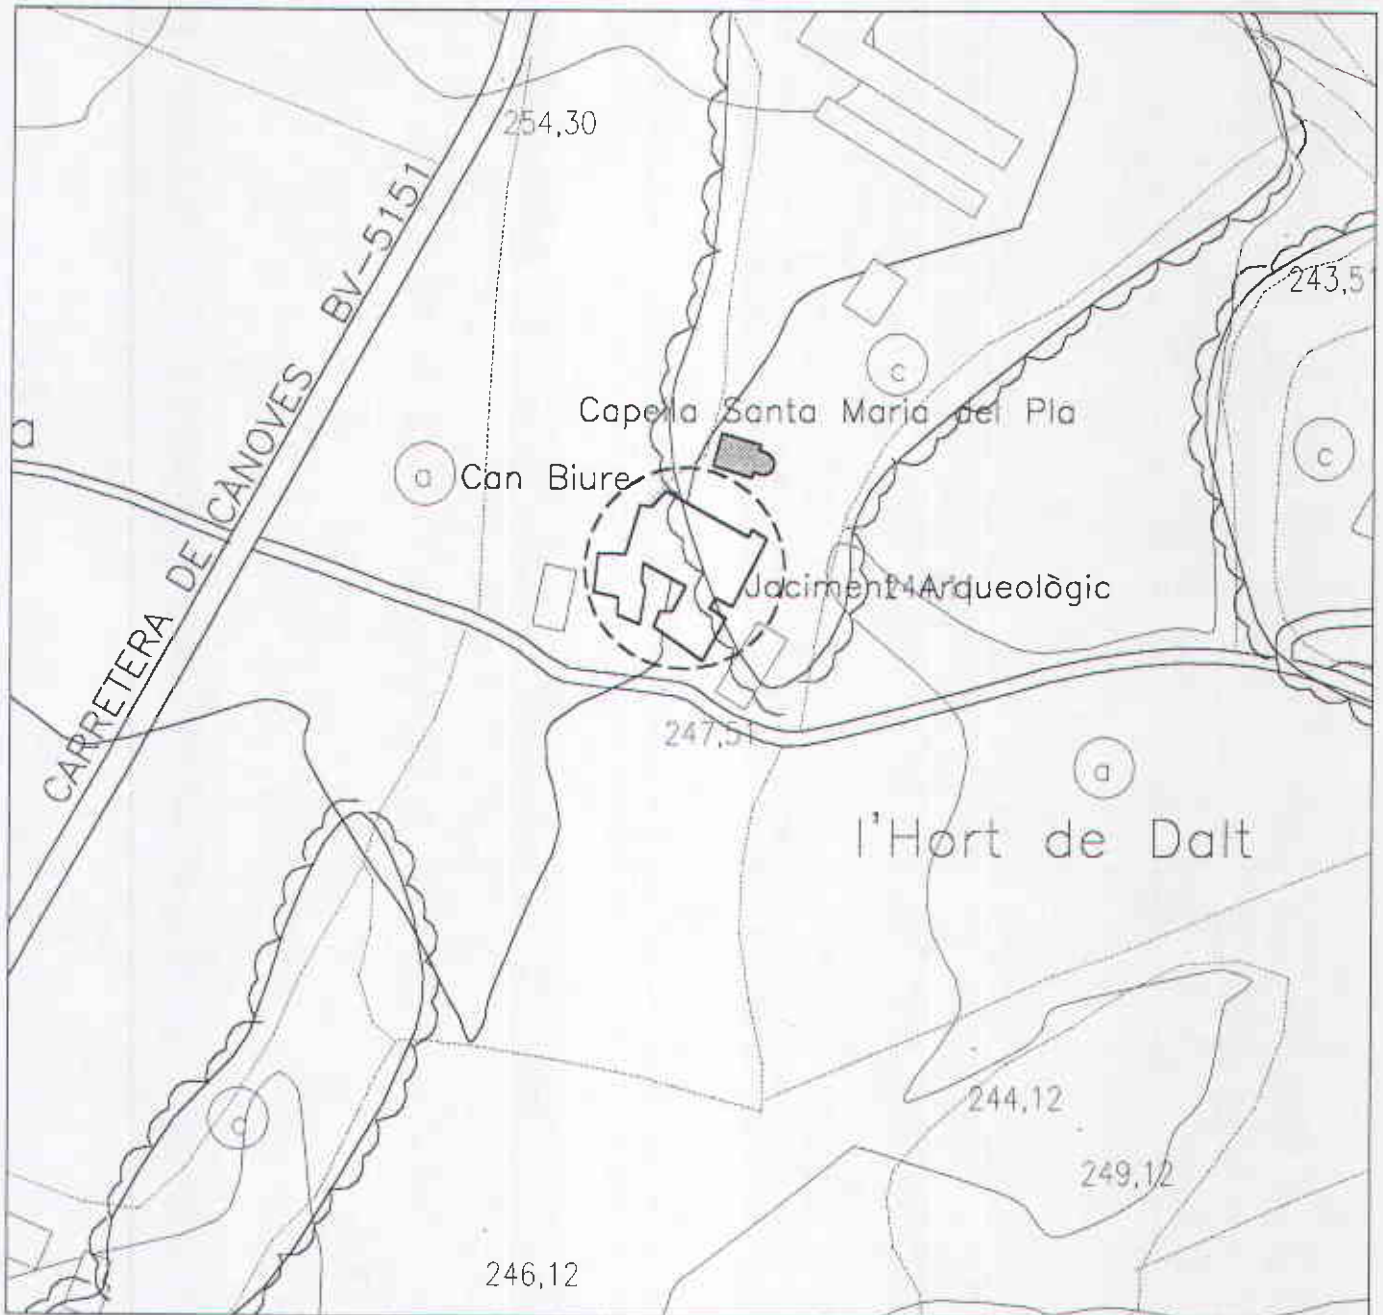 254,30
CARRETERA DE CÀNOVES BV-5151
243,5
c
Capella Santa Maria del Pla
a
a
Can Biure
c
Jaciment Arqueològic
247,51
a
l'Hort de Dalt
244,12
c
249,12
246,12